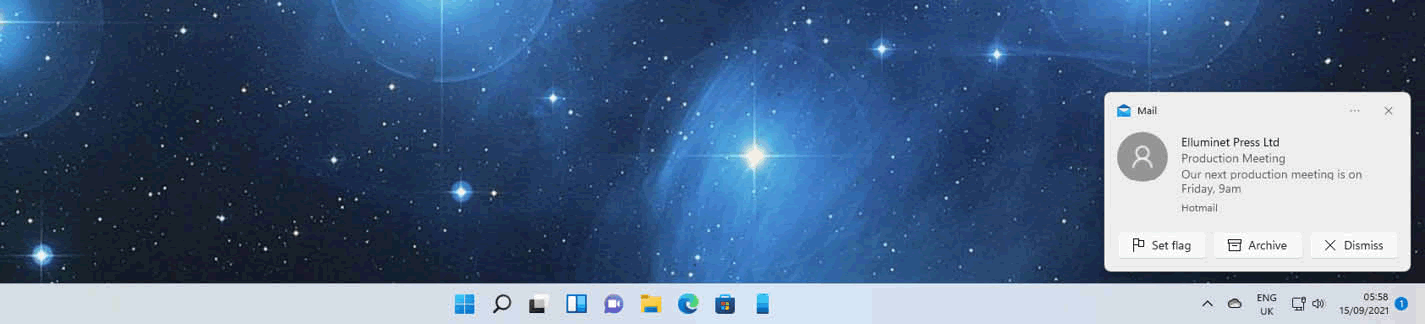 Mail
Elluminet Press Ltd
Production Meeting
Our next production meeting is on
Friday, 9am
Hotmail
Set flag
Archive
Dismiss
ENG
UK
05:58
15/09/2021
1